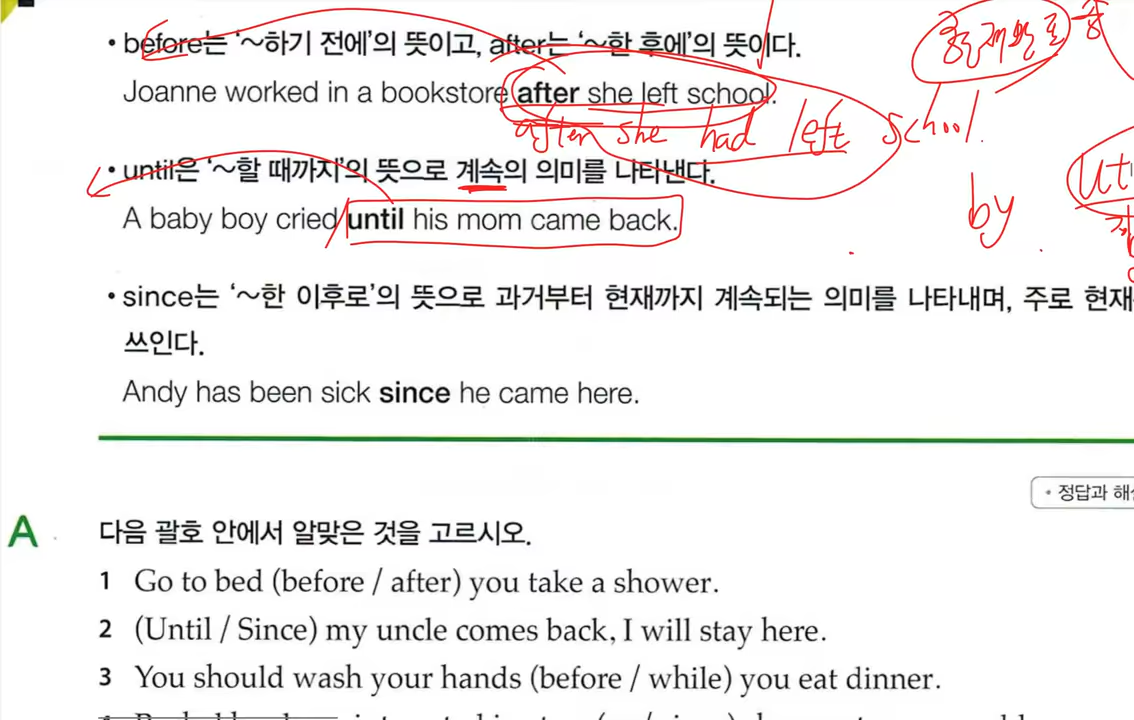 • before는 '~하기 전에'의 뜻이고, after는 '~한 후에'의 뜻이다.
Joanne worked in a bookstore after she left school.
after she had left school.
• until은 '~할 때까지'의 뜻으로 계속의 의미를 나타낸다.
A baby boy cried until his mom came back.
by
• since는 '~한 이후로'의 뜻으로 과거부터 현재까지 계속되는 의미를 나타내며, 주로 현재
쓰인다.
Andy has been sick since he came here.
• 정답과 해
A 다음 괄호 안에서 알맞은 것을 고르시오.
1 Go to bed (before / after) you take a shower.
2 (Until / Since) my uncle comes back, I will stay here.
3 You should wash your hands (before / while) you eat dinner.